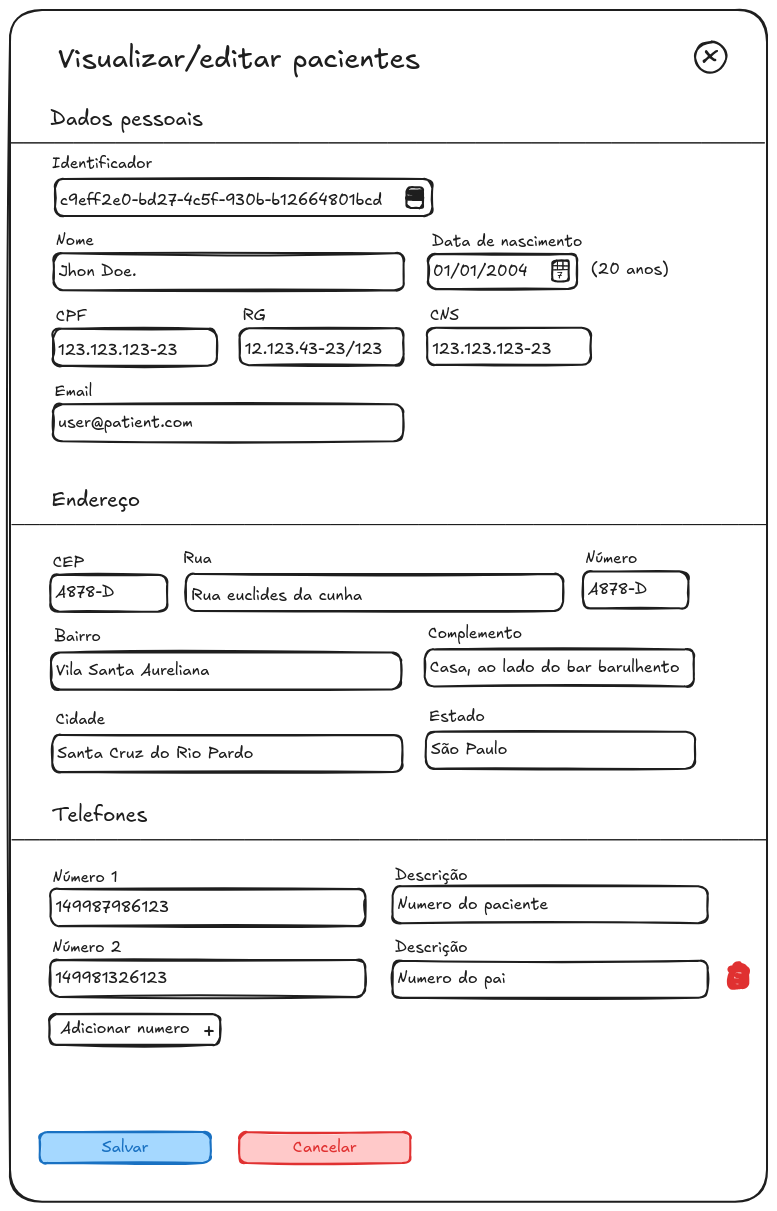 Visualizar/editar pacientes
Dados pessoais
Identificador
c9eff2e0-bd27-4c5f-930b-b12664801bcd
Nome
Data de nascimento
Jhon Doe.
01/01/2004
7
(20 anos)
CPF
RG
CNS
123.123.123-23
12.123.43-23/123
123.123.123-23
Email
user@patient.com
Endereço
CEP
Rua
Número
A878-D
Rua euclides da cunha
A878-D
Bairro
Complemento
Vila Santa Aureliana
Casa, ao lado do bar barulhento
Cidade
Estado
Santa Cruz do Rio Pardo
São Paulo
Telefones
Número 1
Descrição
149987986123
Numero do paciente
Número 2
Descrição
149981326123
Numero do pai
Adicionar numero +
Salvar
Cancelar